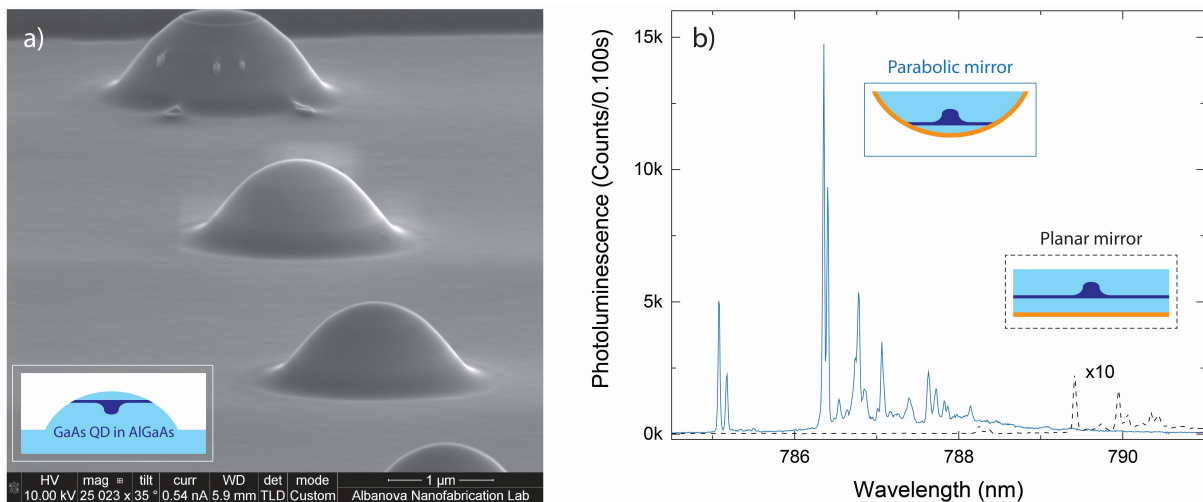 a)
GaAs QD in AlGaAs
HV mag ⊞ tilt curr WD det mode
10.00 kV 25 023 x 35 ° 0.54 nA 5.9 mm TLD Custom
1 µm
Albanova Nanofabrication Lab
b)
Photoluminescence (Counts/0.100s)
15k
10k
5k
0k
Parabolic mirror
Planar mirror
x10
786 788 790
Wavelength (nm)